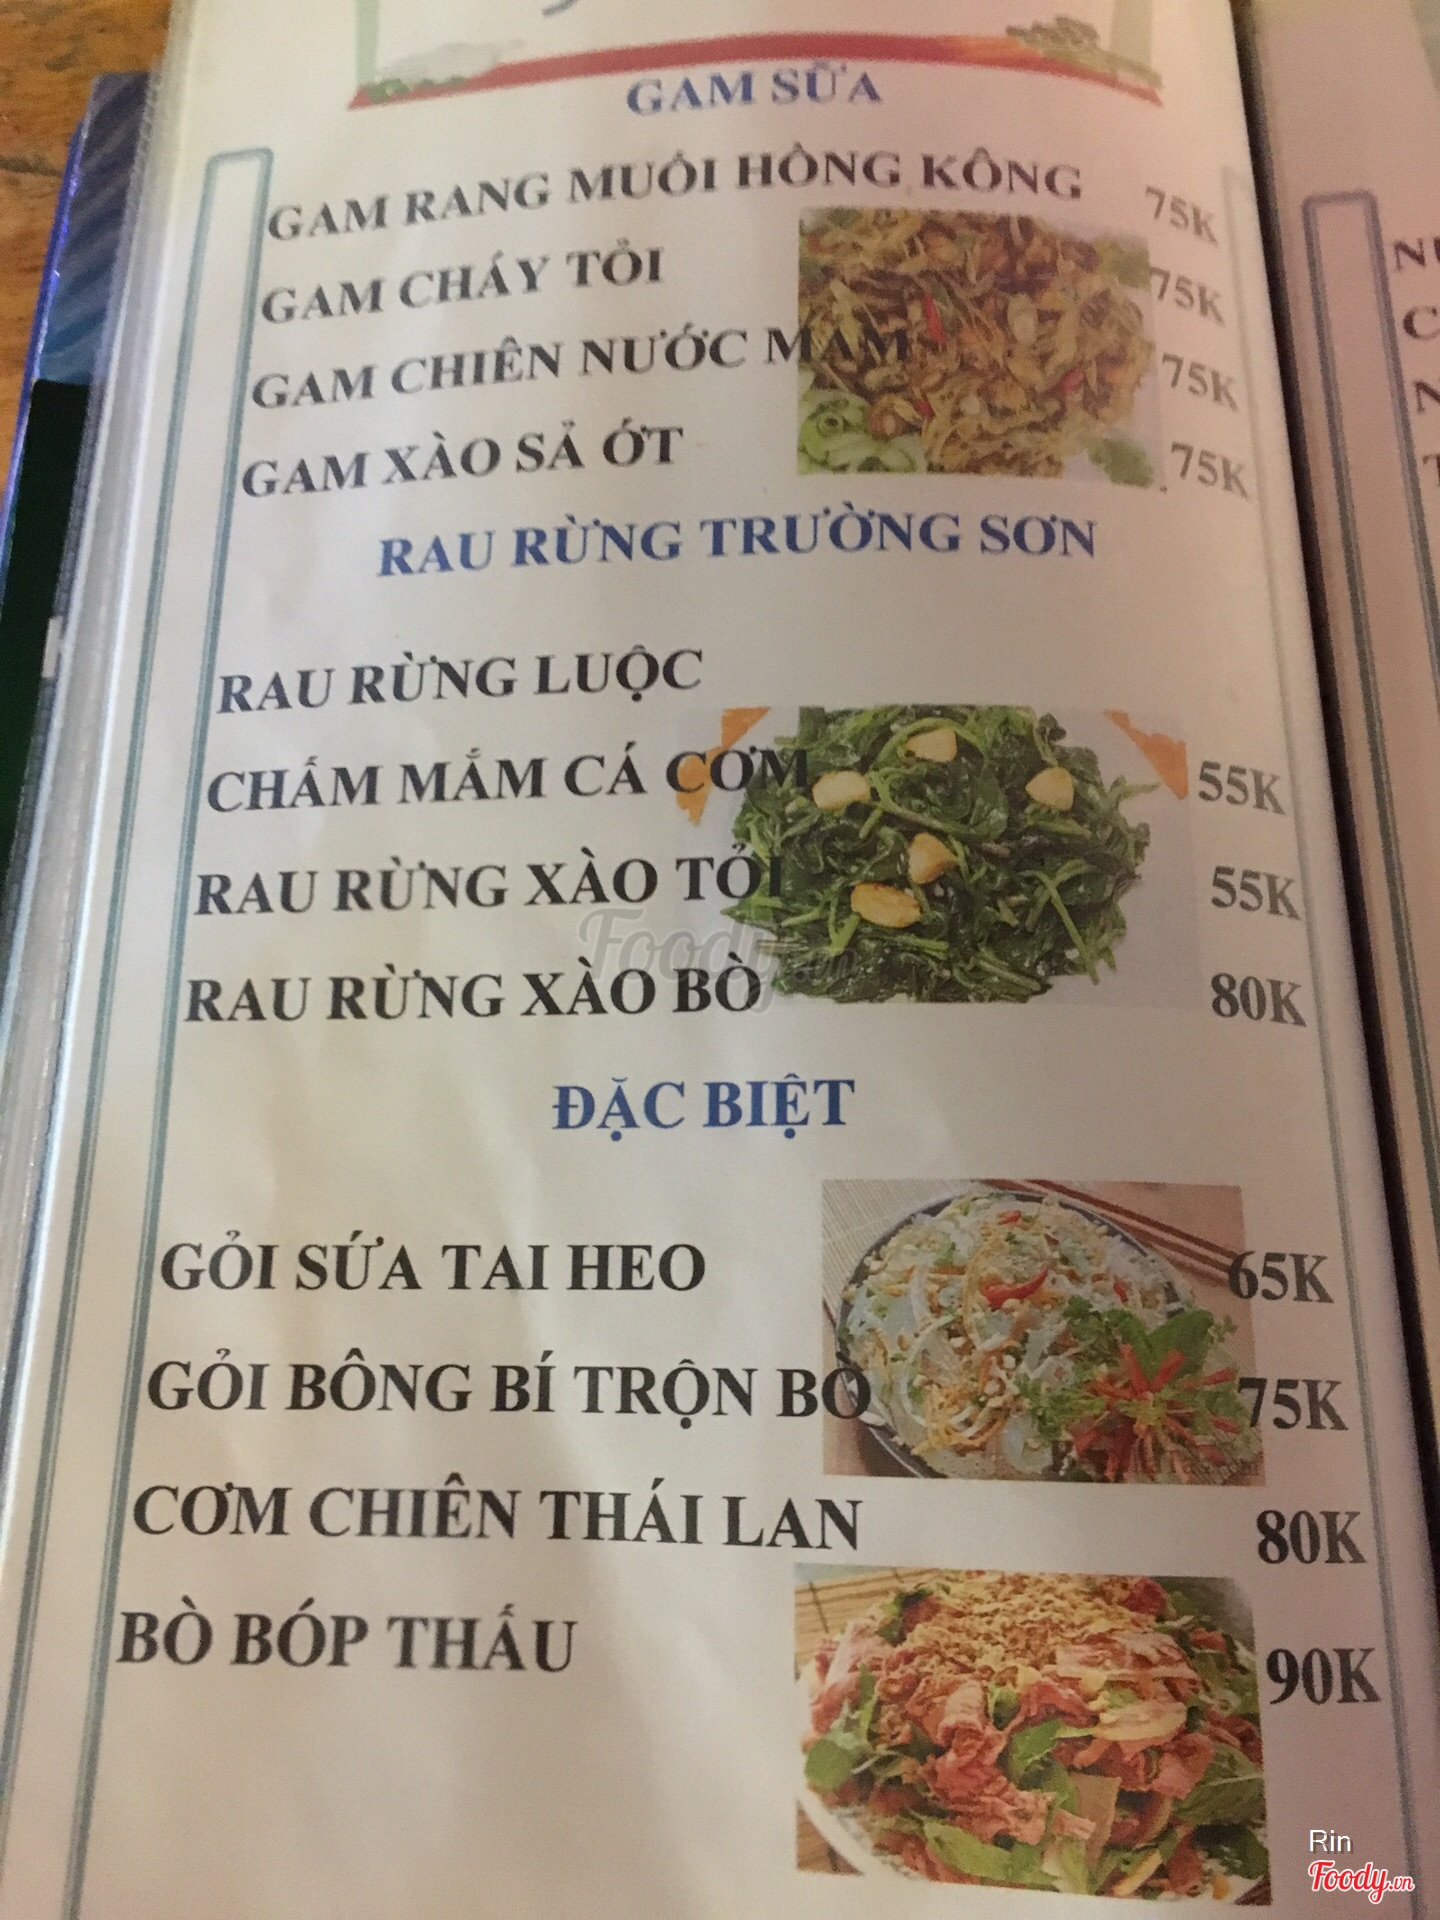 GAM SỮA
GAM RANG MUỐI HỒNG KÔNG 75K
GAM CHÁY TỎI 75K
GAM CHIÊN NƯỚC MẮM 75K
GAM XÀO SẢ ỚT 75K
RAU RỪNG TRƯỜNG SƠN
RAU RỪNG LUỘC
CHẤM MẮM CÁ CƠM 55K
RAU RỪNG XÀO TỎI 55K
RAU RỪNG XÀO BÒ 80K
Foody.vn
ĐẶC BIỆT
GỎI SỨA TAI HEO 65K
GỎI BÔNG BÍ TRỘN BÒ 75K
CƠM CHIÊN THÁI LAN 80K
BÒ BÓP THẤU 90K
Rin
Foody.vn